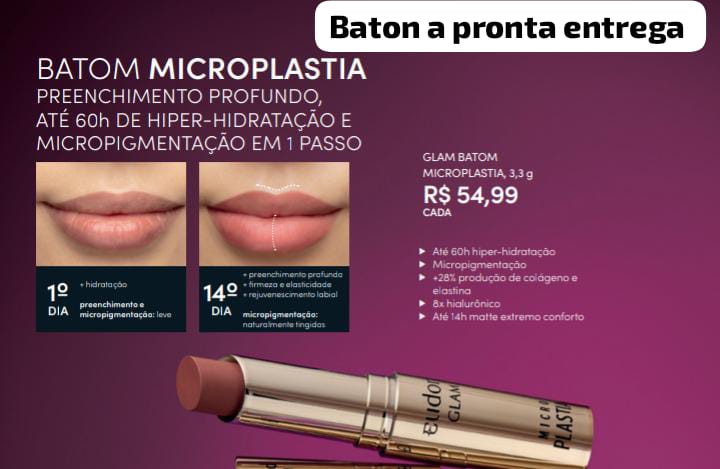 Baton a pronta entrega
BATOM MICROPLASTIA
PREENCHIMENTO PROFUNDO,
ATÉ 60h DE HIPER-HIDRATAÇÃO E
MICROPIGMENTAÇÃO EM 1 PASSO
GLAM BATOM
MICROPLASTIA, 3,3 g
R$ 54,99
CADA
1º
DIA
+ hidratação
preenchimento e
micropigmentação: leve
14º
DIA
+ preenchimento profundo
+ firmeza e elasticidade
+ rejuvenescimento labial
micropigmentação:
naturalmente tingidos
▶ Até 60h hiper-hidratação
▶ Micropigmentação
▶ +28% produção de colágeno e
elastina
▶ 8x hialurônico
▶ Até 14h matte extremo conforto
eudora
GLAM
MICRO
PLASTIA